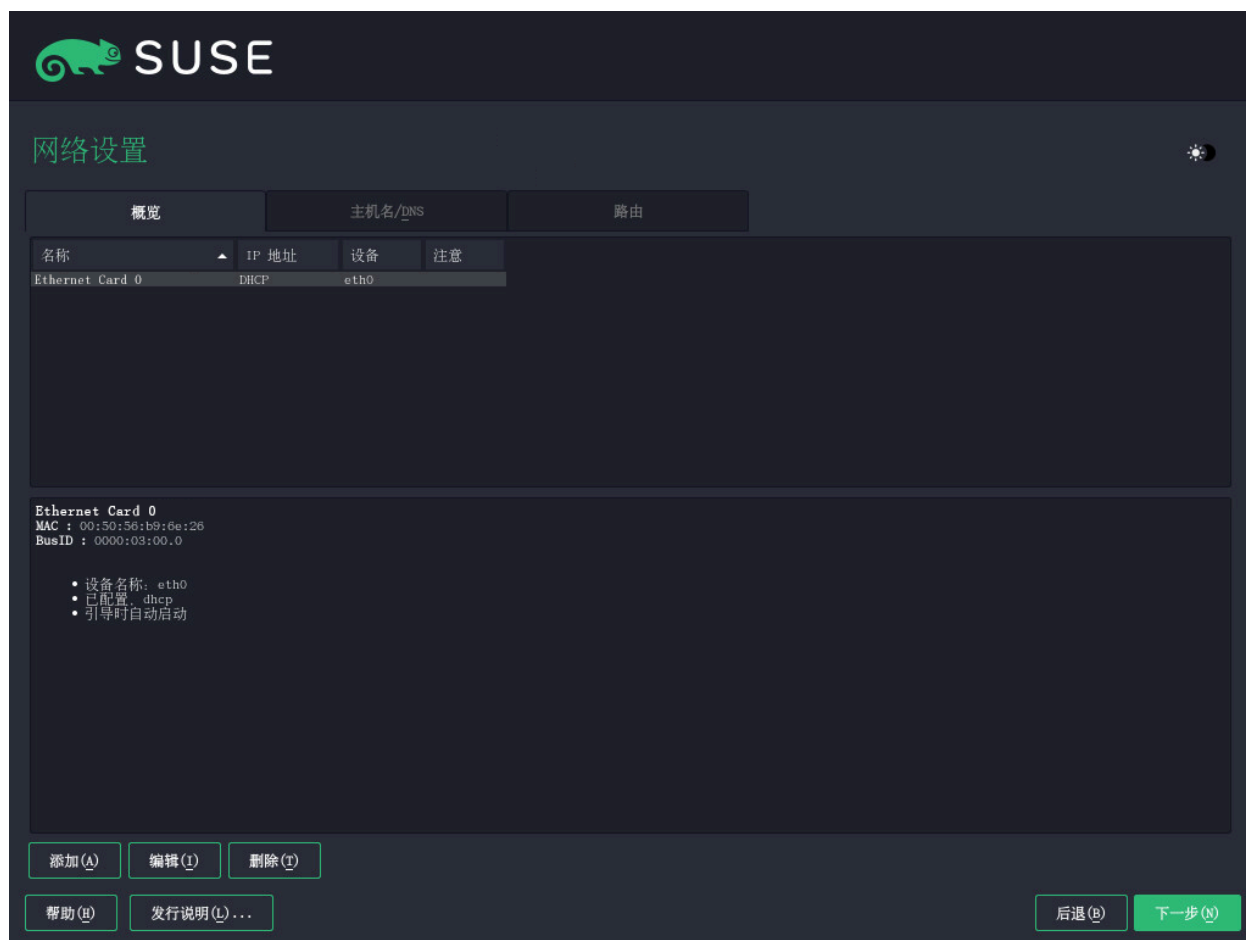 SUSE
网络设置
概览 主机名/DNS 路由
名称 IP 地址 设备 注意
Ethernet Card 0 DHCP eth0
Ethernet Card 0
MAC : 00:50:56:b9:6e:26
BusID : 0000:03:00.0
设备名称: eth0
已配置, dhcp
引导时自动启动
添加(A) 编辑(I) 删除(T)
帮助(H) 发行说明(L)... 后退(B) 下一步(N)